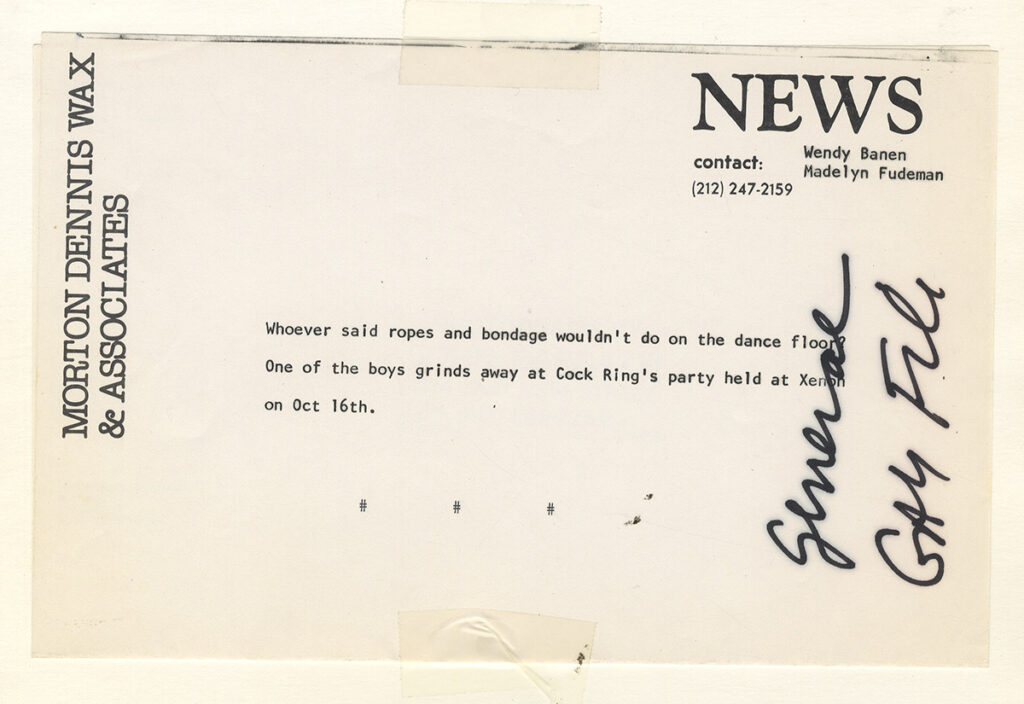 MORTON DENNIS WAX
& ASSOCIATES
NEWS
contact:
Wendy Banen
Madelyn Fudeman
(212) 247-2159
Whoever said ropes and bondage wouldn't do on the dance floor?
One of the boys grinds away at Cock Ring's party held at Xenon
on Oct 16th.
# # #
General
GAY File